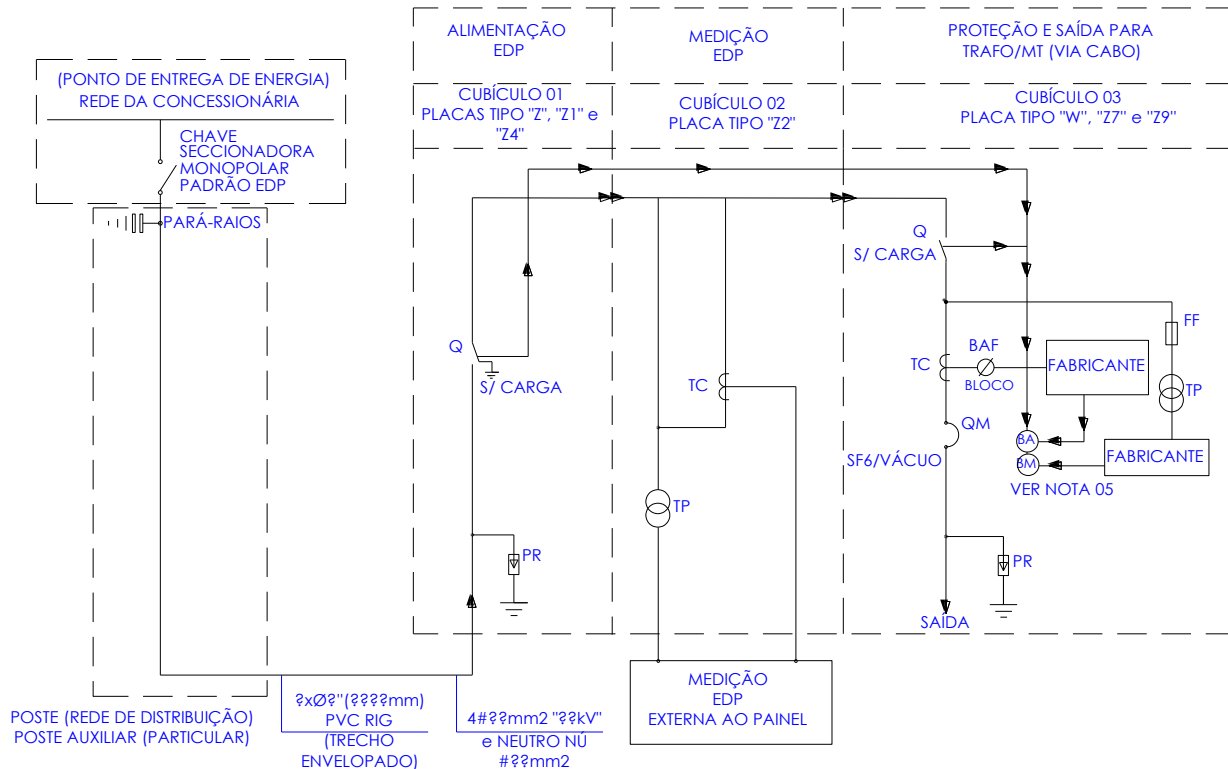 ALIMENTAÇÃO
EDP
MEDIÇÃO
EDP
PROTEÇÃO E SAÍDA PARA
TRAFO/MT (VIA CABO)
(PONTO DE ENTREGA DE ENERGIA)
REDE DA CONCESSIONÁRIA
CUBÍCULO 01
PLACAS TIPO "Z", "Z1" e
"Z4"
CUBÍCULO 02
PLACA TIPO "Z2"
CUBÍCULO 03
PLACA TIPO "W", "Z7" e "Z9"
CHAVE
SECCIONADORA
MONOPOLAR
PADRÃO EDP
PARÁ-RAIOS
Q
S/ CARGA
Q
S/ CARGA
TC
TP
PR
TC
BAF
BLOCO
FABRICANTE
FF
TP
QM
SF6/VÁCUO
BA
BM
FABRICANTE
VER NOTA 05
PR
SAÍDA
MEDIÇÃO
EDP
EXTERNA AO PAINEL
POSTE (REDE DE DISTRIBUIÇÃO)
POSTE AUXILIAR (PARTICULAR)
?xØ?"(????mm)
PVC RIG
(TRECHO
ENVELOPADO)
4#??mm2 "??kV"
e NEUTRO NÚ
#??mm2